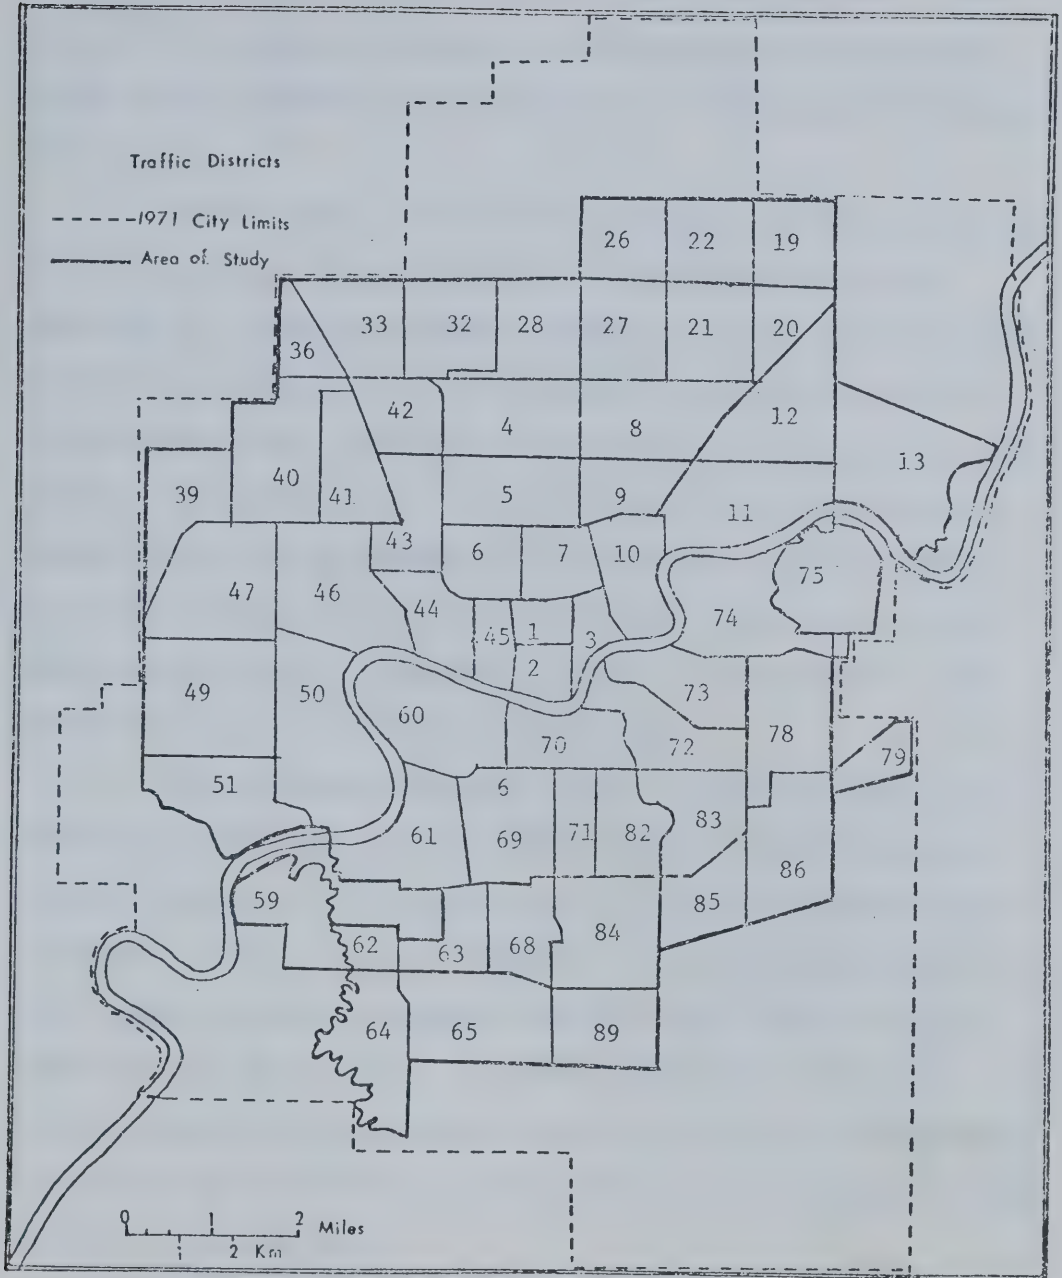 Traffic Districts
1971 City Limits
Area of Study
26 22 19
33 32 28 27 21 20
36
42 4 8 12
13
39 40 41 5 9 11
43 6 7 10
75
47 46 44 45 1 3 74
2
49 50 60 73
70 72 78 79
51 6
61 69 71 82 83
86
59 85
62 63 68 84
64 65 89
0 1 2 Miles
1 2 Km